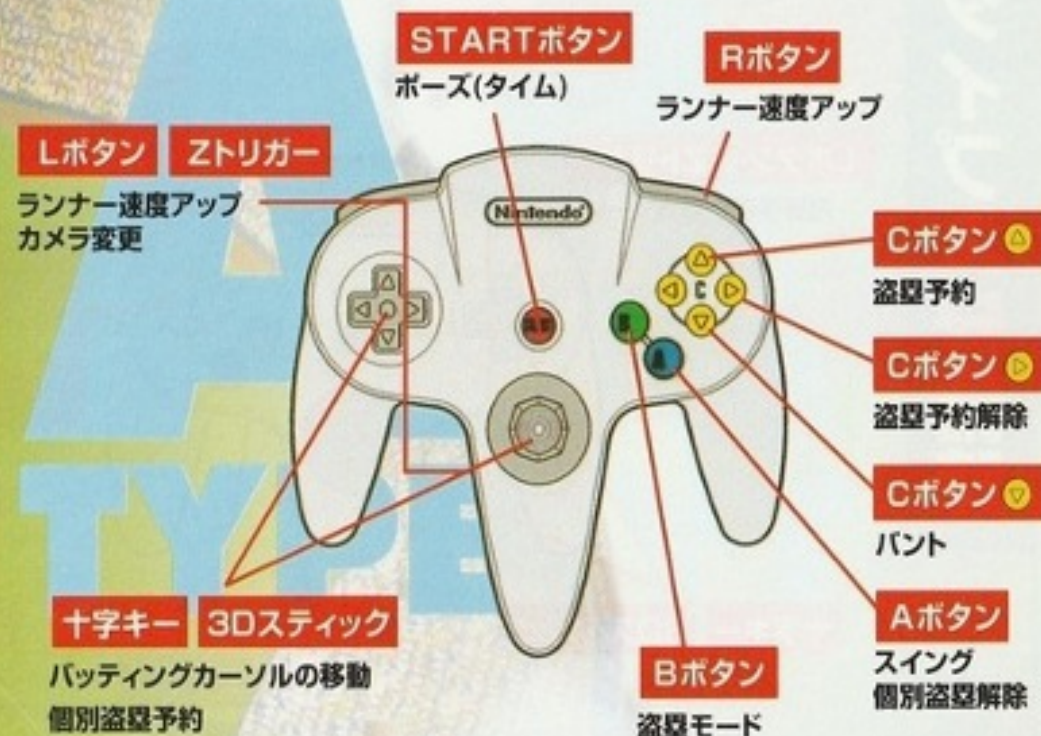 STARTボタン
ポーズ(タイム)
Rボタン
ランナー速度アップ
Lボタン Zトリガー
ランナー速度アップ
カメラ変更
Nintendo
Cボタン
盗塁予約
C
B
A
Cボタン
盗塁予約解除
Cボタン
バント
Aボタン
スイング
個別盗塁解除
十字キー 3Dスティック
バッティングカーソルの移動
個別盗塁予約
Bボタン
盗塁モード
A
TYPE